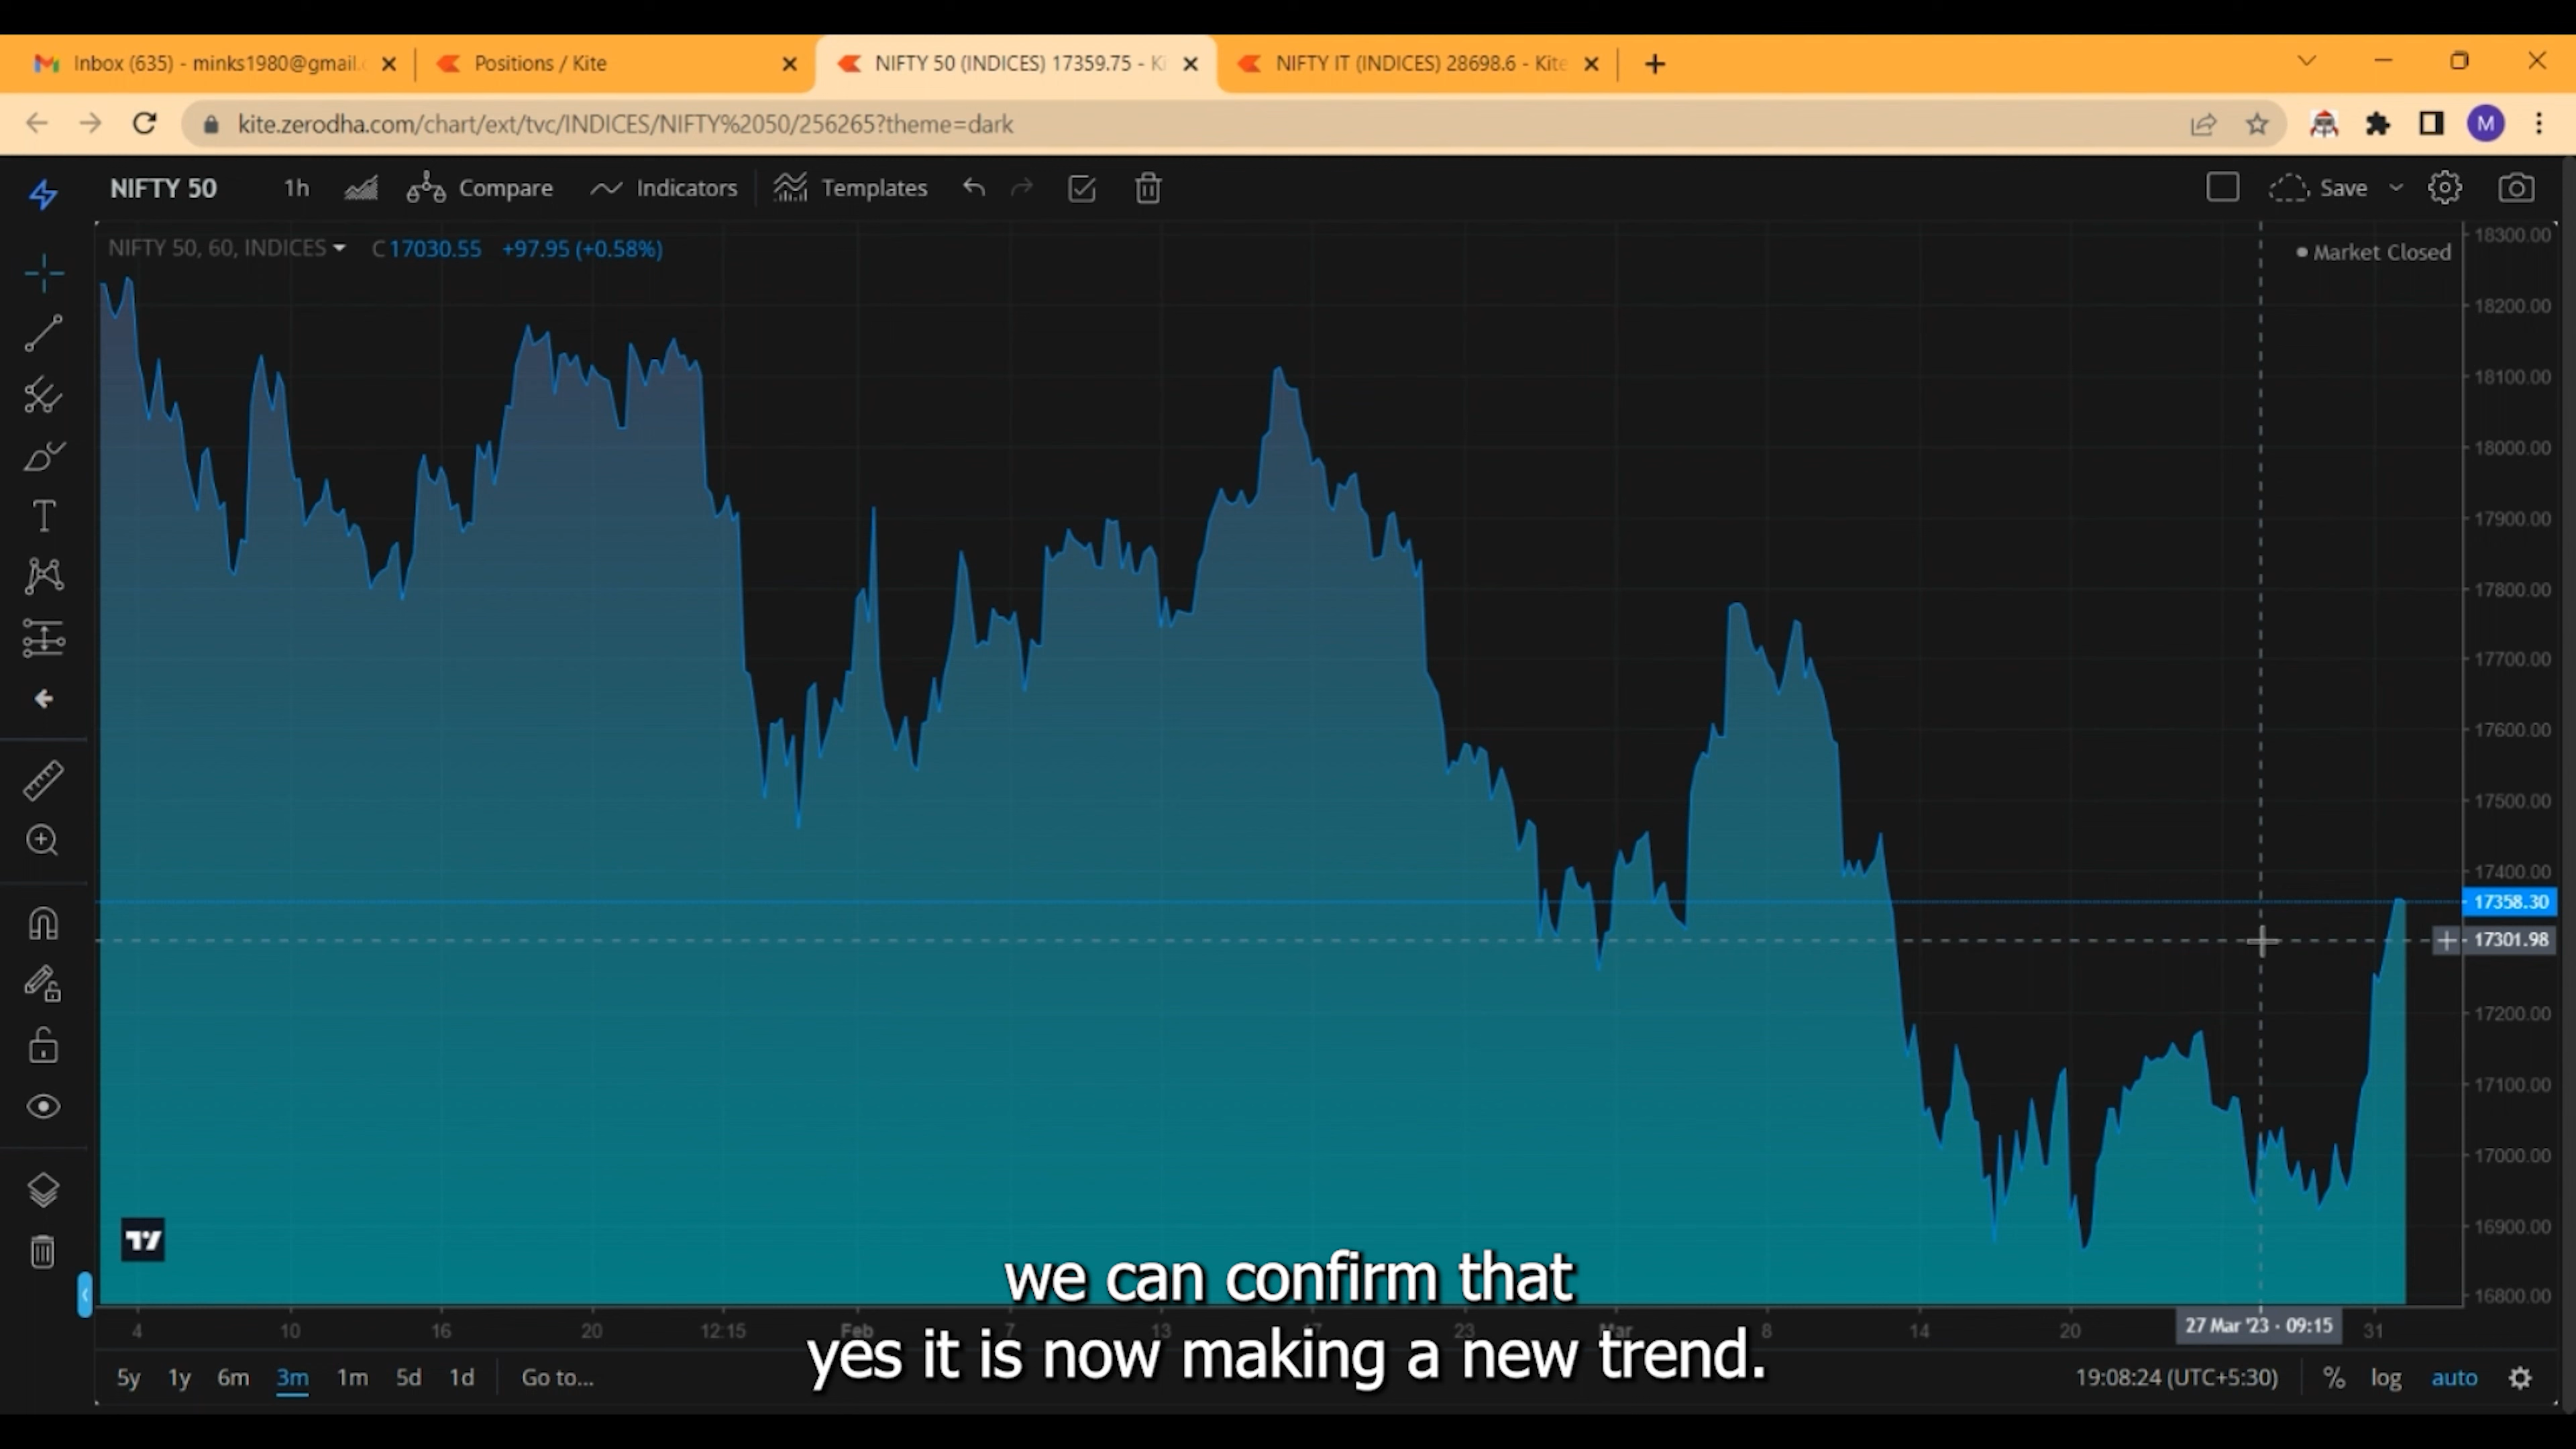 Inbox (635) - minks1980@gmail.
Positions / Kite
NIFTY 50 (INDICES) 17359.75 - Ki
NIFTY IT (INDICES) 28698.6 - Kite
kite.zerodha.com/chart/ext/tvc/INDICES/NIFTY%2050/256265?theme=dark
M
NIFTY 50 1h Compare Indicators Templates Save
NIFTY 50, 60, INDICES C 17030.55 +97.95 (+0.58%)
Market Closed
18300.00
18200.00
18100.00
18000.00
17900.00
17800.00
17700.00
17600.00
17500.00
17400.00
17358.30
17301.98
17200.00
17100.00
17000.00
16900.00
16800.00
we can confirm that
4 10 16 20 12:15 Feb 7 13 17 23 Mar 8 14 20 27 Mar '23 · 09:15 31
yes it is now making a new trend.
5y 1y 6m 3m 1m 5d 1d Go to... 19:08:24 (UTC+5:30) % log auto